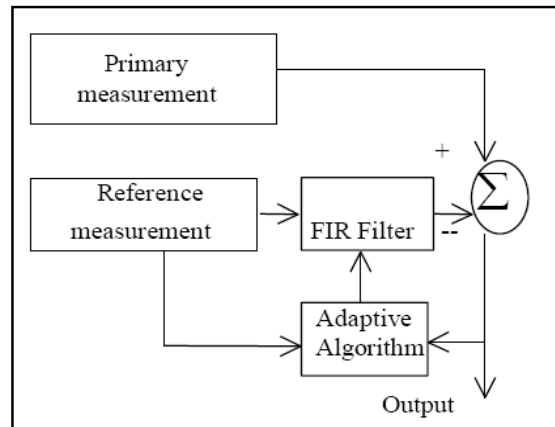 Primary
measurement
+
Reference
measurement
Σ
FIR Filter
--
Adaptive
Algorithm
Output